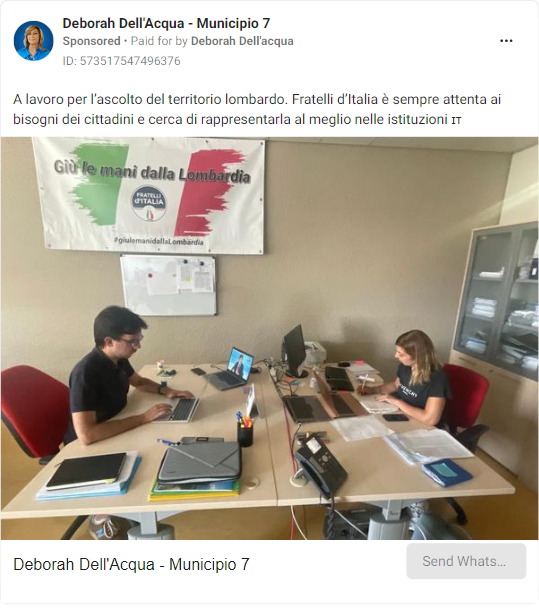 Deborah Dell'Acqua - Municipio 7
Sponsored • Paid for by Deborah Dell'acqua
ID: 573517547496376
A lavoro per l'ascolto del territorio lombardo. Fratelli d'Italia è sempre attenta ai
bisogni dei cittadini e cerca di rappresentarla al meglio nelle istituzioni ɪᴛ
Giù le mani dalla Lombardia
FRATELLI
d'ITALIA
#giulemanidallaLombardia
Deborah Dell'Acqua - Municipio 7
Send Whats...